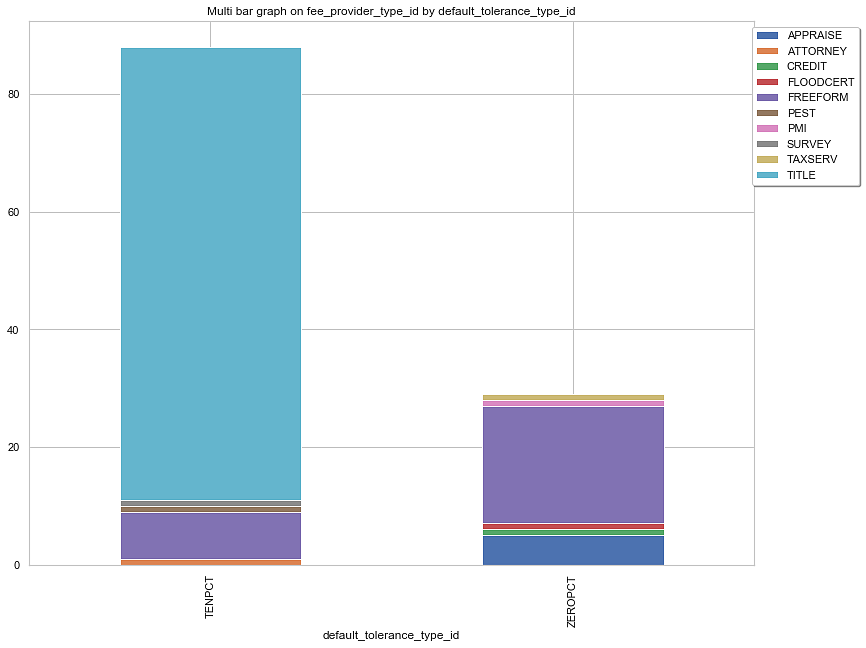 Multi bar graph on fee_provider_type_id by default_tolerance_type_id
APPRAISE
ATTORNEY
CREDIT
FLOODCERT
FREEFORM
PEST
PMI
SURVEY
TAXSERV
TITLE
80
60
40
20
0
TENPCT
ZEROPCT
default_tolerance_type_id